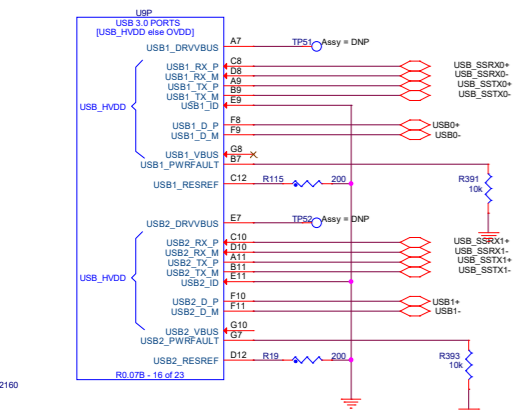 U9P
USB 3.0 PORTS
[USB_HVDD else OVDD]
USB1_DRVVBUS A7 TP51 Assy = DNP
USB1_RX_P C8 USB_SSRX0+
USB1_RX_M D8 USB_SSRX0-
USB1_TX_P A9 USB_SSTX0+
USB1_TX_M B9 USB_SSTX0-
USB1_ID E9
USB_HVDD
USB1_D_P F8 USB0+
USB1_D_M F9 USB0-
USB1_VBUS G8
USB1_PWRFAULT B7
USB1_RESREF C12 R115 200
R391
10k
USB2_DRVVBUS E7 TP52 Assy = DNP
USB2_RX_P C10 USB_SSRX1+
USB2_RX_M D10 USB_SSRX1-
USB2_TX_P A11 USB_SSTX1+
USB2_TX_M B11 USB_SSTX1-
USB2_ID E11
USB_HVDD
USB2_D_P F10 USB1+
USB2_D_M F11 USB1-
USB2_VBUS G10
USB2_PWRFAULT G7
USB2_RESREF D12 R19 200
R393
10k
R0.07B - 16 of 23
2160